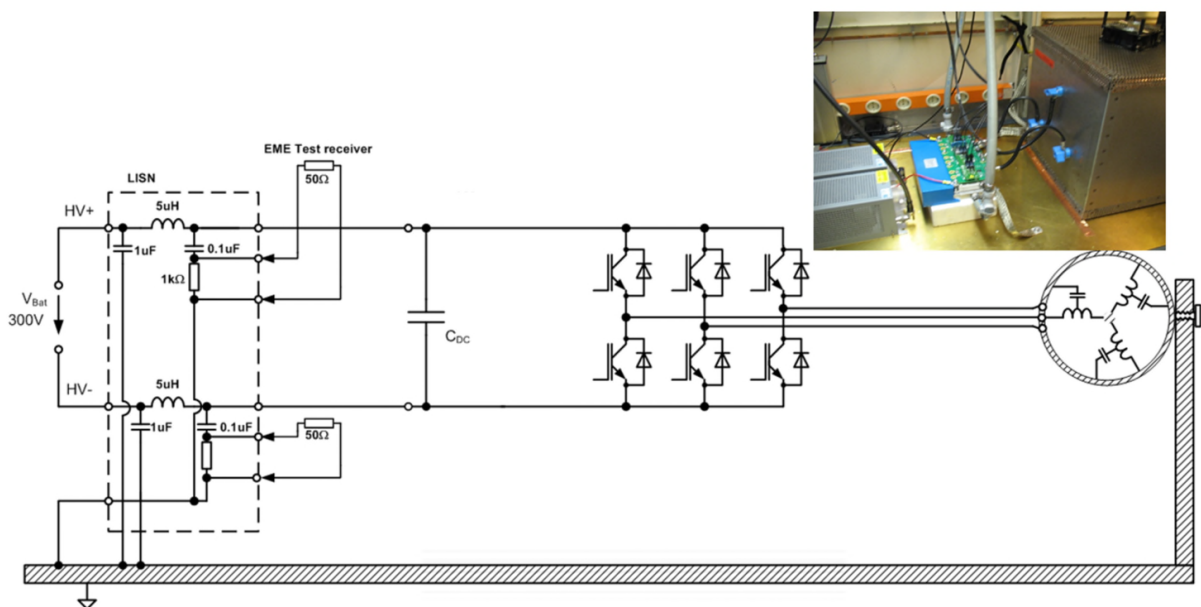 EME Test receiver
50Ω
LISN
HV+
5uH
1uF
0.1uF
1kΩ
V_Bat
300V
C_DC
HV-
5uH
1uF
0.1uF
50Ω